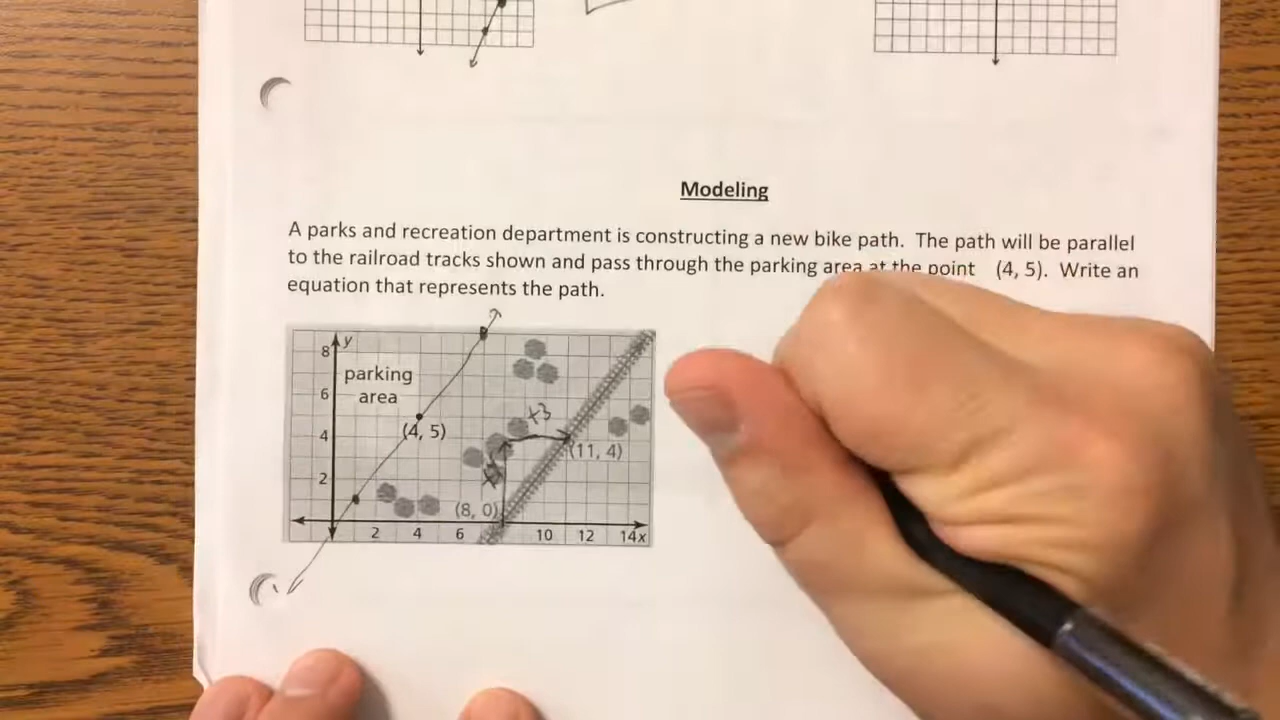 Modeling
A parks and recreation department is constructing a new bike path. The path will be parallel
to the railroad tracks shown and pass through the parking area at the point (4, 5). Write an
equation that represents the path.
8 y
parking
area
6
+3
4 (4, 5)
(11, 4)
2
(8, 0)
2 4 6 10 12 14x